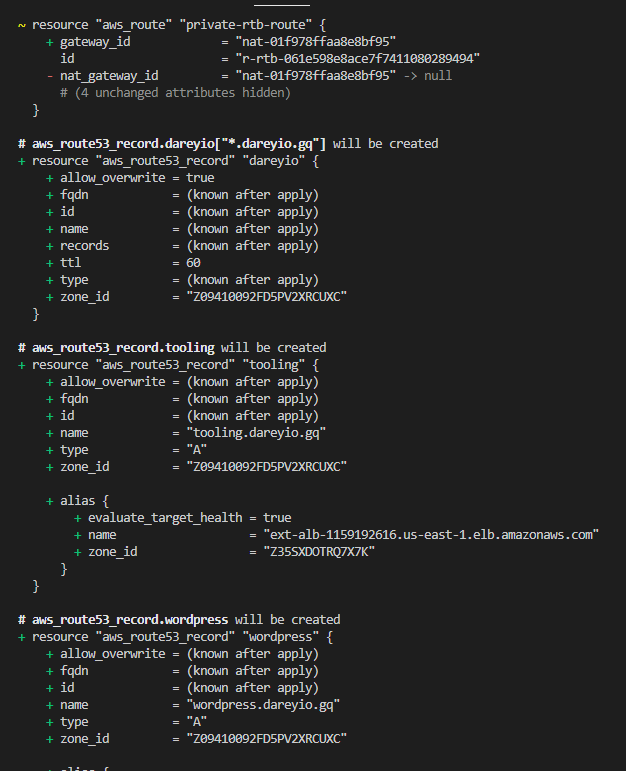 ~ resource "aws_route" "private-rtb-route" {
+ gateway_id = "nat-01f978ffaa8e8bf95"
id = "r-rtb-061e598e8ace7f7411080289494"
- nat_gateway_id = "nat-01f978ffaa8e8bf95" -> null
# (4 unchanged attributes hidden)
}
# aws_route53_record.dareyio["*.dareyio.gq"] will be created
+ resource "aws_route53_record" "dareyio" {
+ allow_overwrite = true
+ fqdn = (known after apply)
+ id = (known after apply)
+ name = (known after apply)
+ records = (known after apply)
+ ttl = 60
+ type = (known after apply)
+ zone_id = "Z09410092FD5PV2XRCUXC"
}
# aws_route53_record.tooling will be created
+ resource "aws_route53_record" "tooling" {
+ allow_overwrite = (known after apply)
+ fqdn = (known after apply)
+ id = (known after apply)
+ name = "tooling.dareyio.gq"
+ type = "A"
+ zone_id = "Z09410092FD5PV2XRCUXC"
+ alias {
+ evaluate_target_health = true
+ name = "ext-alb-1159192616.us-east-1.elb.amazonaws.com"
+ zone_id = "Z35SXDOTRQ7X7K"
}
}
# aws_route53_record.wordpress will be created
+ resource "aws_route53_record" "wordpress" {
+ allow_overwrite = (known after apply)
+ fqdn = (known after apply)
+ id = (known after apply)
+ name = "wordpress.dareyio.gq"
+ type = "A"
+ zone_id = "Z09410092FD5PV2XRCUXC"
+ alias {